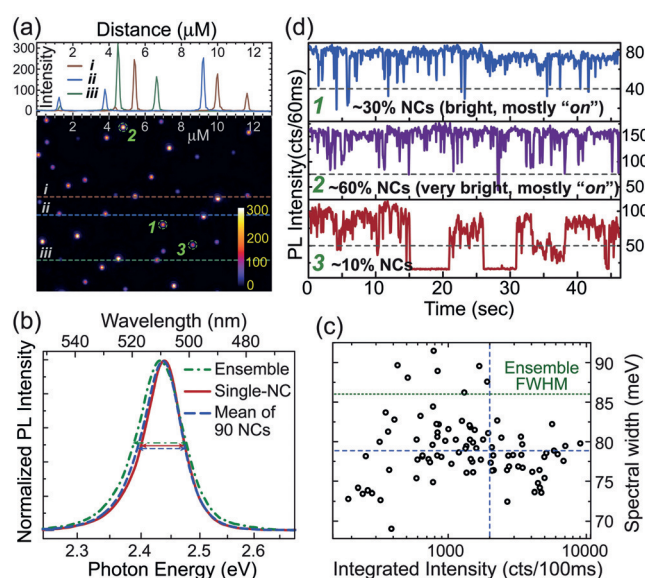 (a)
Distance (μM)
2 4 6 8 10 12
Intensity
300
200
100
0
i
ii
iii
0 2 4 6 8 10 12
μM
2
i
ii
1
3
iii
300
200
100
0
(d)
PL Intensity(cts/60ms)
80
40
1 ~30% NCs (bright, mostly "on")
150
100
50
2 ~60% NCs (very bright, mostly "on")
100
50
3 ~10% NCs
0 10 20 30 40
Time (sec)
(b)
Wavelength (nm)
540 520 500 480
Normalized PL Intensity
Ensemble
Single-NC
Mean of
90 NCs
2.3 2.4 2.5 2.6
Photon Energy (eV)
(c)
Ensemble
FWHM
90
85
80
75
70
Spectral width (meV)
1000 10000
Integrated Intensity (cts/100ms)